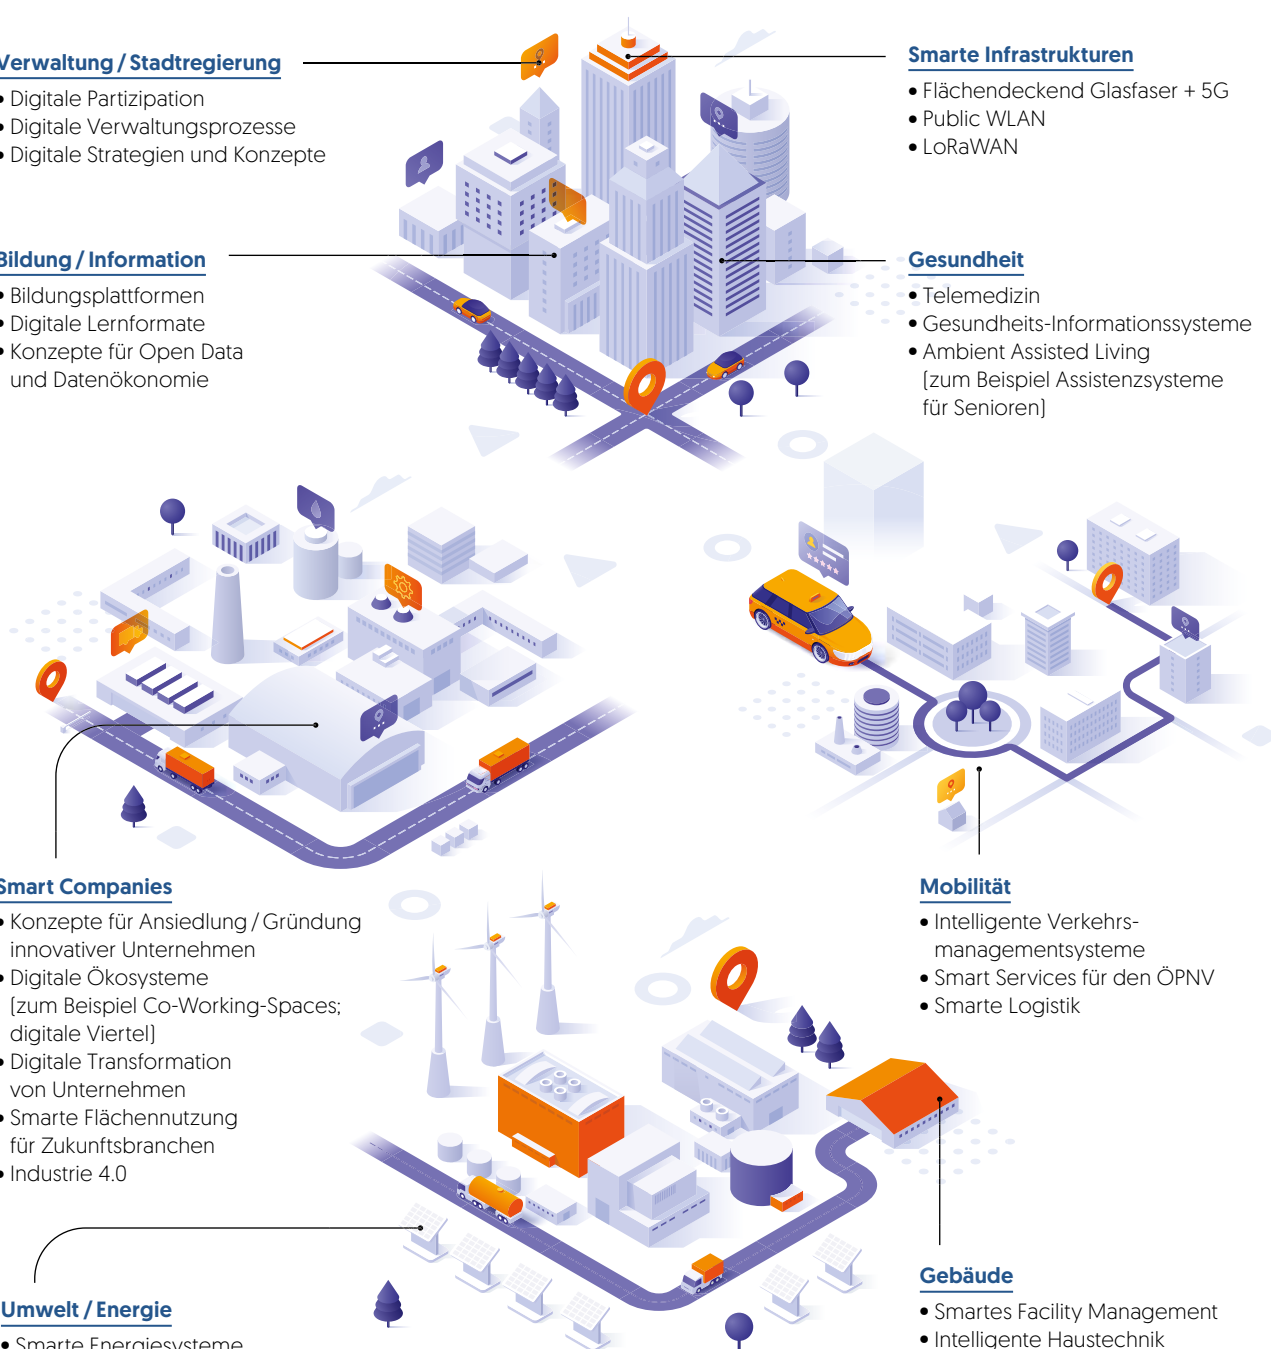 Verwaltung / Stadtregierung
• Digitale Partizipation
• Digitale Verwaltungsprozesse
• Digitale Strategien und Konzepte
Smarte Infrastrukturen
• Flächendeckend Glasfaser + 5G
• Public WLAN
• LoRaWAN
Bildung / Information
• Bildungsplattformen
• Digitale Lernformate
• Konzepte für Open Data
und Datenökonomie
Gesundheit
• Telemedizin
• Gesundheits-Informationssysteme
• Ambient Assisted Living
(zum Beispiel Assistenzsysteme
für Senioren)
Smart Companies
• Konzepte für Ansiedlung / Gründung
innovativer Unternehmen
• Digitale Ökosysteme
(zum Beispiel Co-Working-Spaces;
digitale Viertel)
• Digitale Transformation
von Unternehmen
• Smarte Flächennutzung
für Zukunftsbranchen
• Industrie 4.0
Mobilität
• Intelligente Verkehrs-
managementsysteme
• Smart Services für den ÖPNV
• Smarte Logistik
Umwelt / Energie
• Smarte Energiesysteme
Gebäude
• Smartes Facility Management
• Intelligente Haustechnik